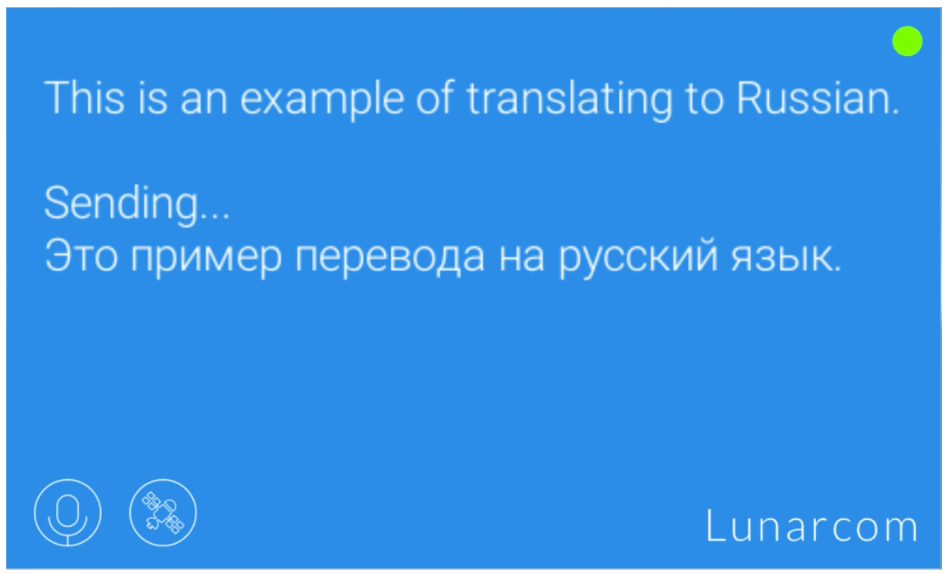 This is an example of translating to Russian.
Sending...
Это пример перевода на русский язык.
Lunarcom